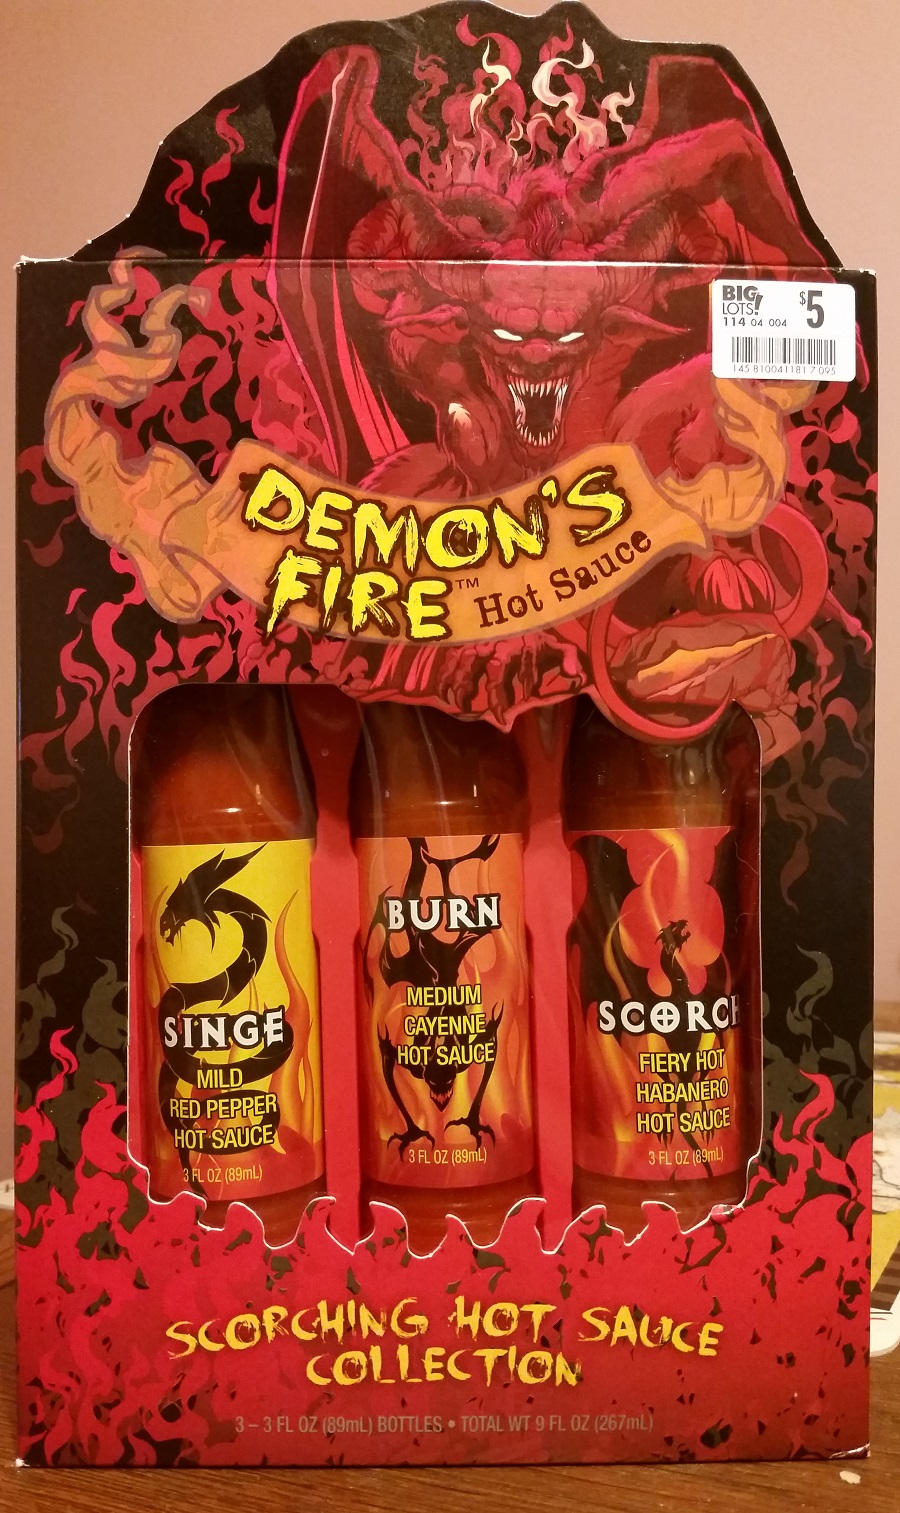 BIG LOTS! $5
114 04 004
145 810041181 7 095
DEMON'S
FIRE™ Hot Sauce
SINGE
MILD
RED PEPPER
HOT SAUCE
3 FL OZ (89mL)
BURN
MEDIUM
CAYENNE
HOT SAUCE
3 FL OZ (89mL)
SCORCH
FIERY HOT
HABANERO
HOT SAUCE
3 FL OZ (89mL)
SCORCHING HOT SAUCE
COLLECTION
3 – 3 FL OZ (89mL) BOTTLES • TOTAL WT 9 FL OZ (267mL)